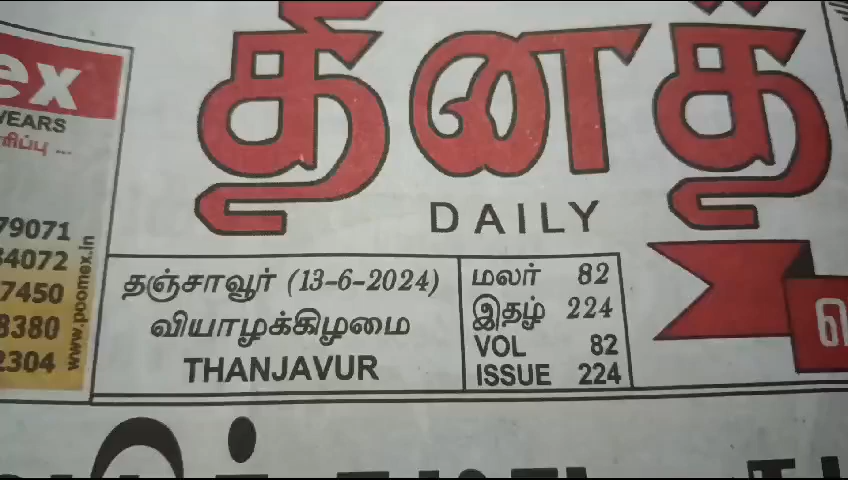 ex
YEARS
தினத
DAILY
79071
34072
7450
8380
2304
www.poomex.in
தஞ்சாவூர் (13-6-2024)
வியாழக்கிழமை
THANJAVUR
மலர் 82
இதழ் 224
VOL 82
ISSUE 224